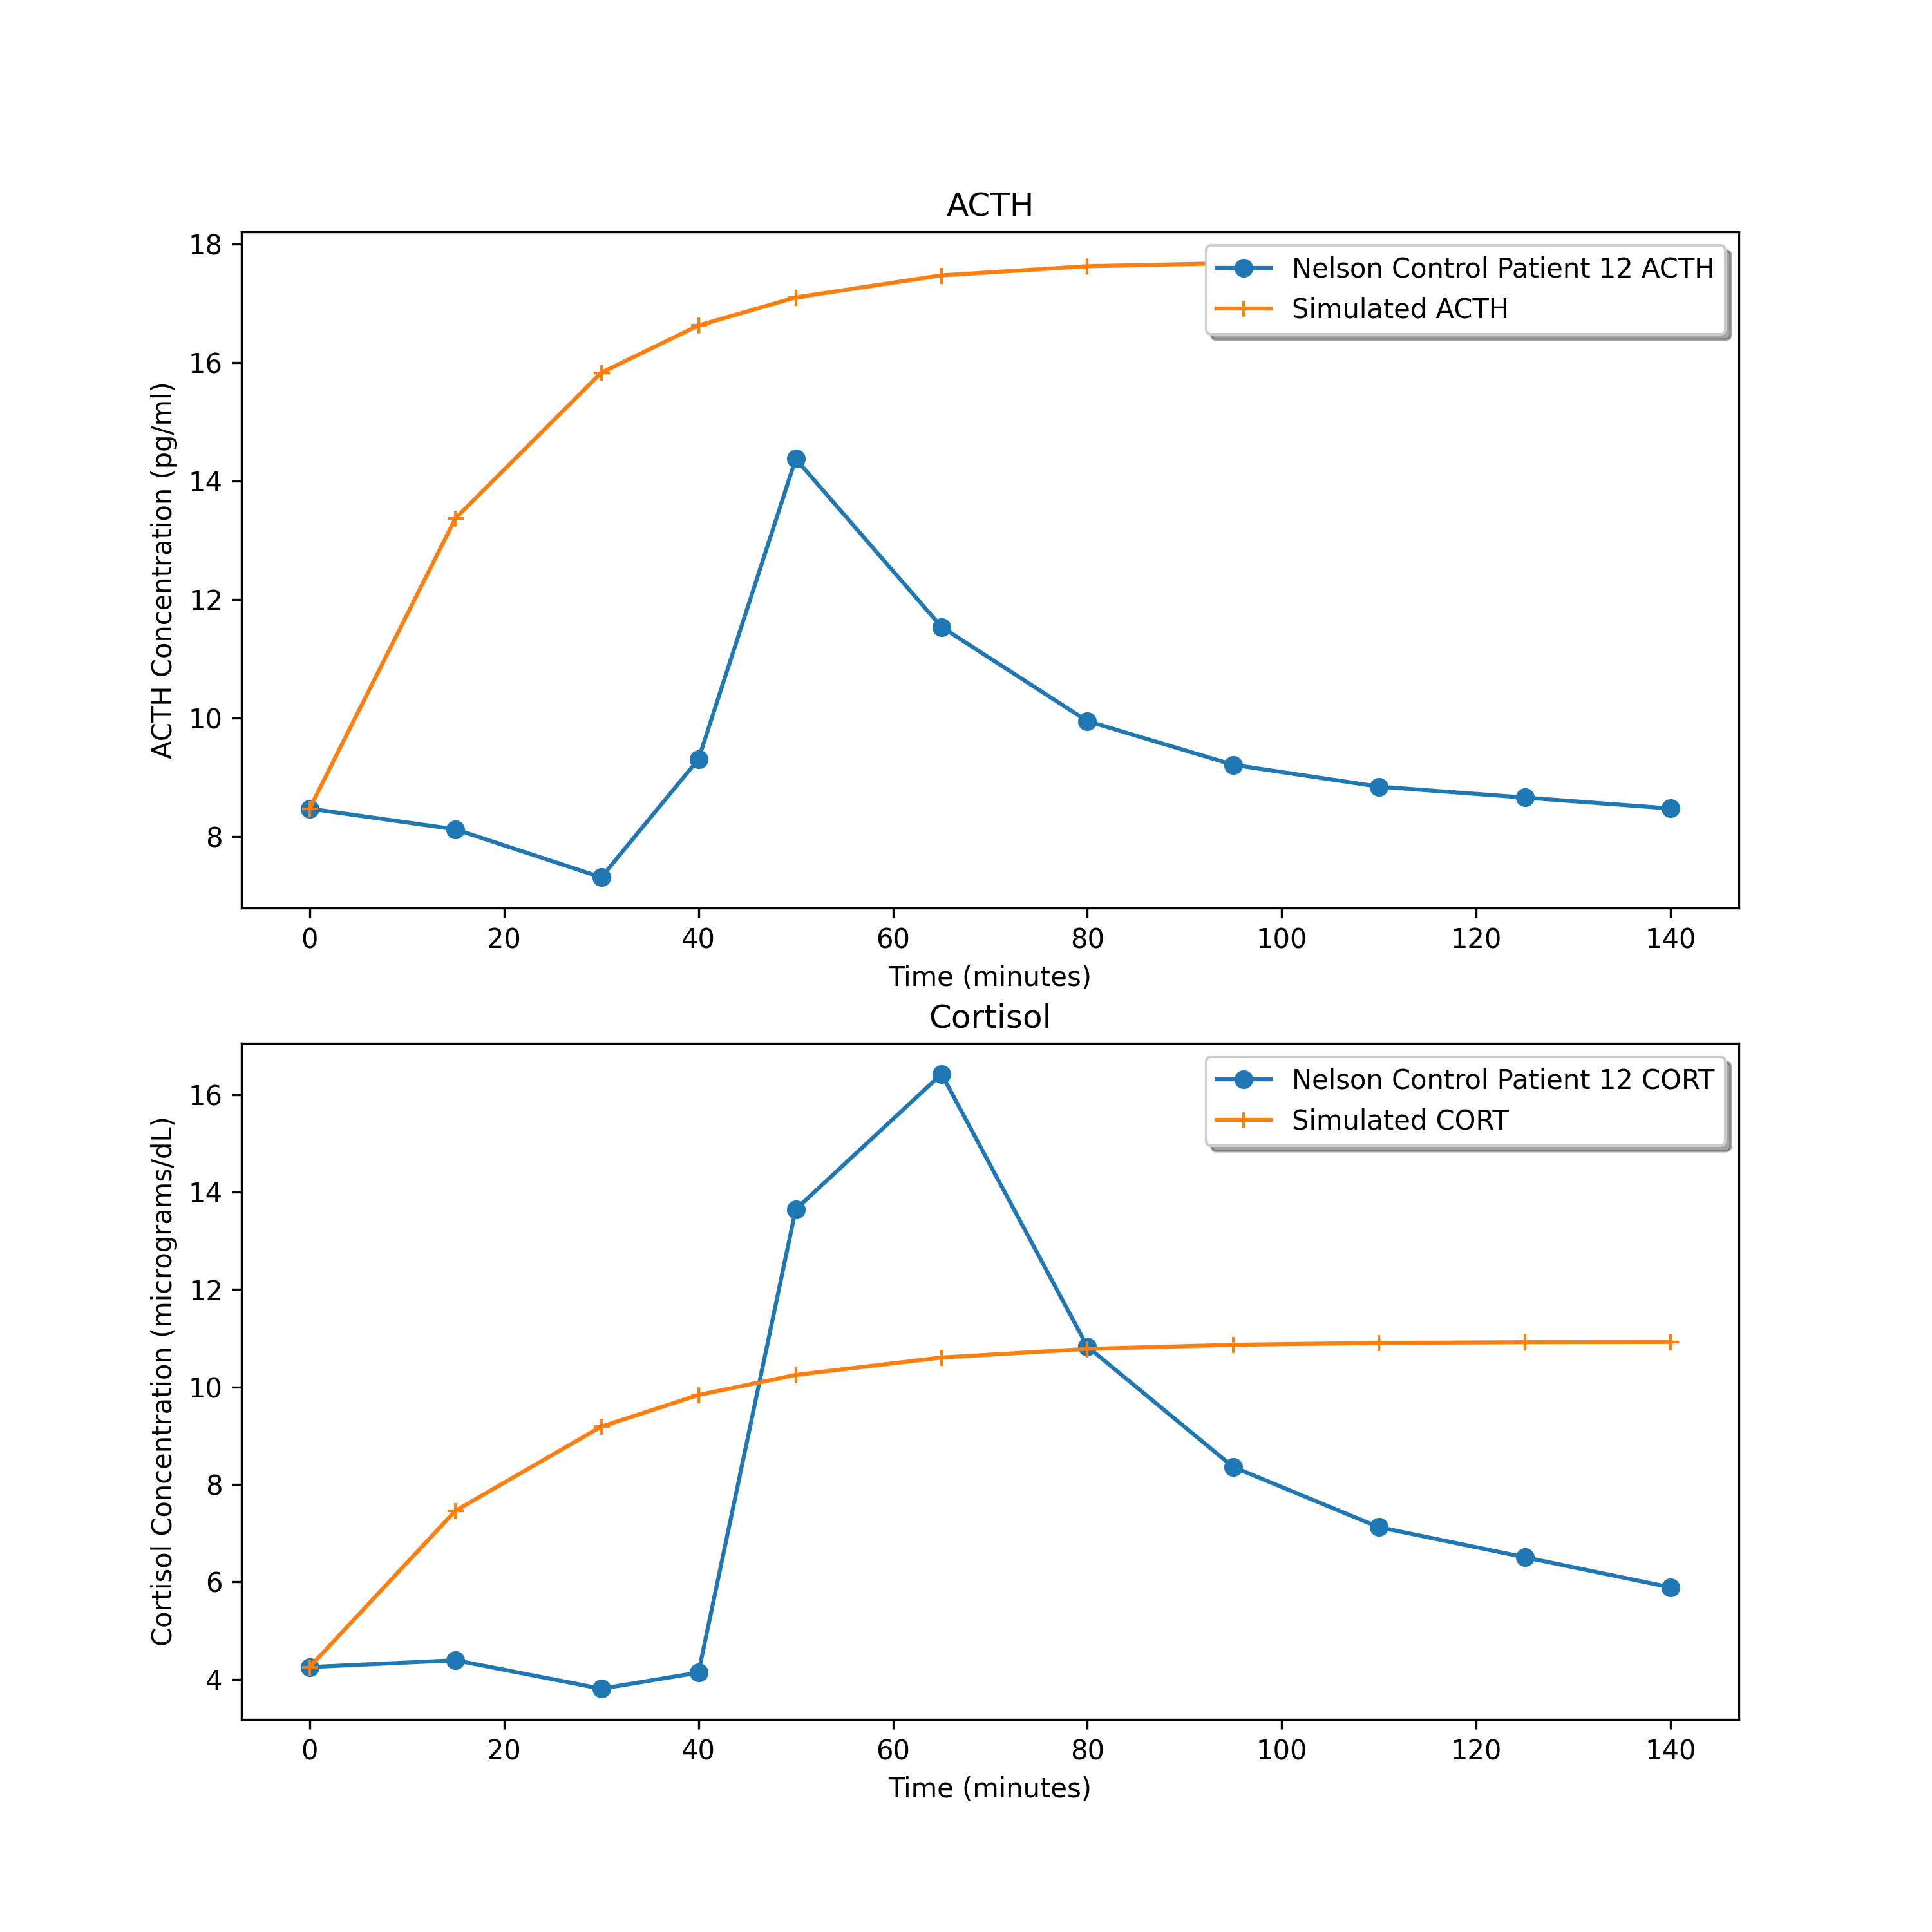 ACTH
18
16
14
12
10
8
ACTH Concentration (pg/ml)
Nelson Control Patient 12 ACTH
Simulated ACTH
0 20 40 60 80 100 120 140
Time (minutes)
Cortisol
16
14
12
10
8
6
4
Cortisol Concentration (micrograms/dL)
Nelson Control Patient 12 CORT
Simulated CORT
0 20 40 60 80 100 120 140
Time (minutes)